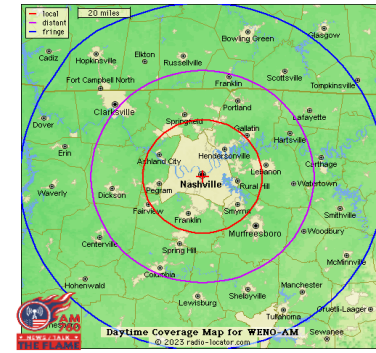 local
distant
fringe
20 miles
Glasgow
Bowling Green
Cadiz
Hopkinsville
Elkton
Russellville
Scottsville
Tompkinsville
Fort Campbell North
Franklin
Clarksville
Portland
Lafayette
Dover
Springfield
Gallatin
Hartsville
Erin
Ashland City
Hendersonville
Lebanon
Carthage
Nashville
Waverly
Dickson
Pegram
Rural Hill
Watertown
Fairview
Franklin
Smyrna
Smithville
Centerville
Spring Hill
Murfreesboro
Woodbury
McMinnville
Columbia
Hohenwald
Lewisburg
Shelbyville
Manchester
Tullahoma
Gruetli-Laager
Sewanee
AM
760
NEWS / TALK
THE FLAME
Daytime Coverage Map for WENO-AM
© 2023 radio-locator.com